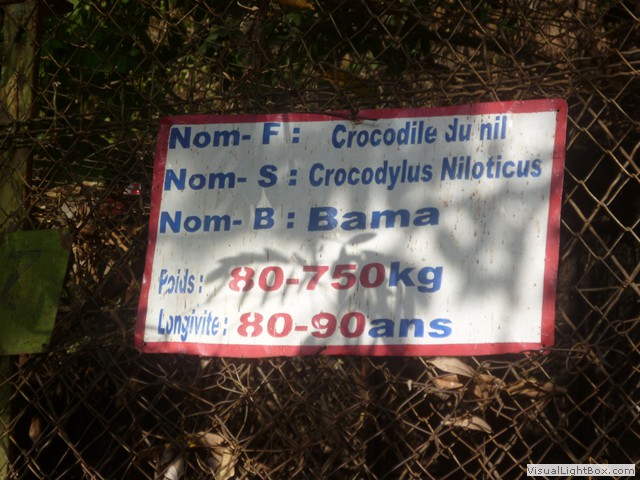 Nom- F : Crocodile du nil
Nom- S : Crocodylus Niloticus
Nom- B : Bama
Poids : 80-750kg
Longivite : 80-90ans
VisualLightBox.com